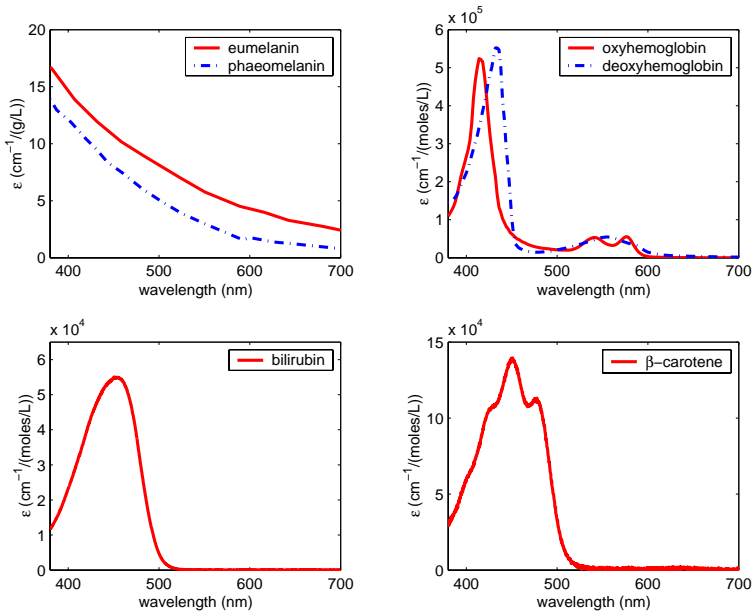 20
15
10
5
0
400
500
600
700
wavelength (nm)
ε (cm⁻¹/(g/L))
eumelanin
phaeomelanin
x 10⁵
6
5
4
3
2
1
0
400
500
600
700
wavelength (nm)
ε (cm⁻¹/(moles/L))
oxyhemoglobin
deoxyhemoglobin
x 10⁴
6
5
4
3
2
1
0
400
500
600
700
wavelength (nm)
ε (cm⁻¹/(moles/L))
bilirubin
x 10⁴
15
10
5
0
400
500
600
700
wavelength (nm)
ε (cm⁻¹/(moles/L))
β−carotene